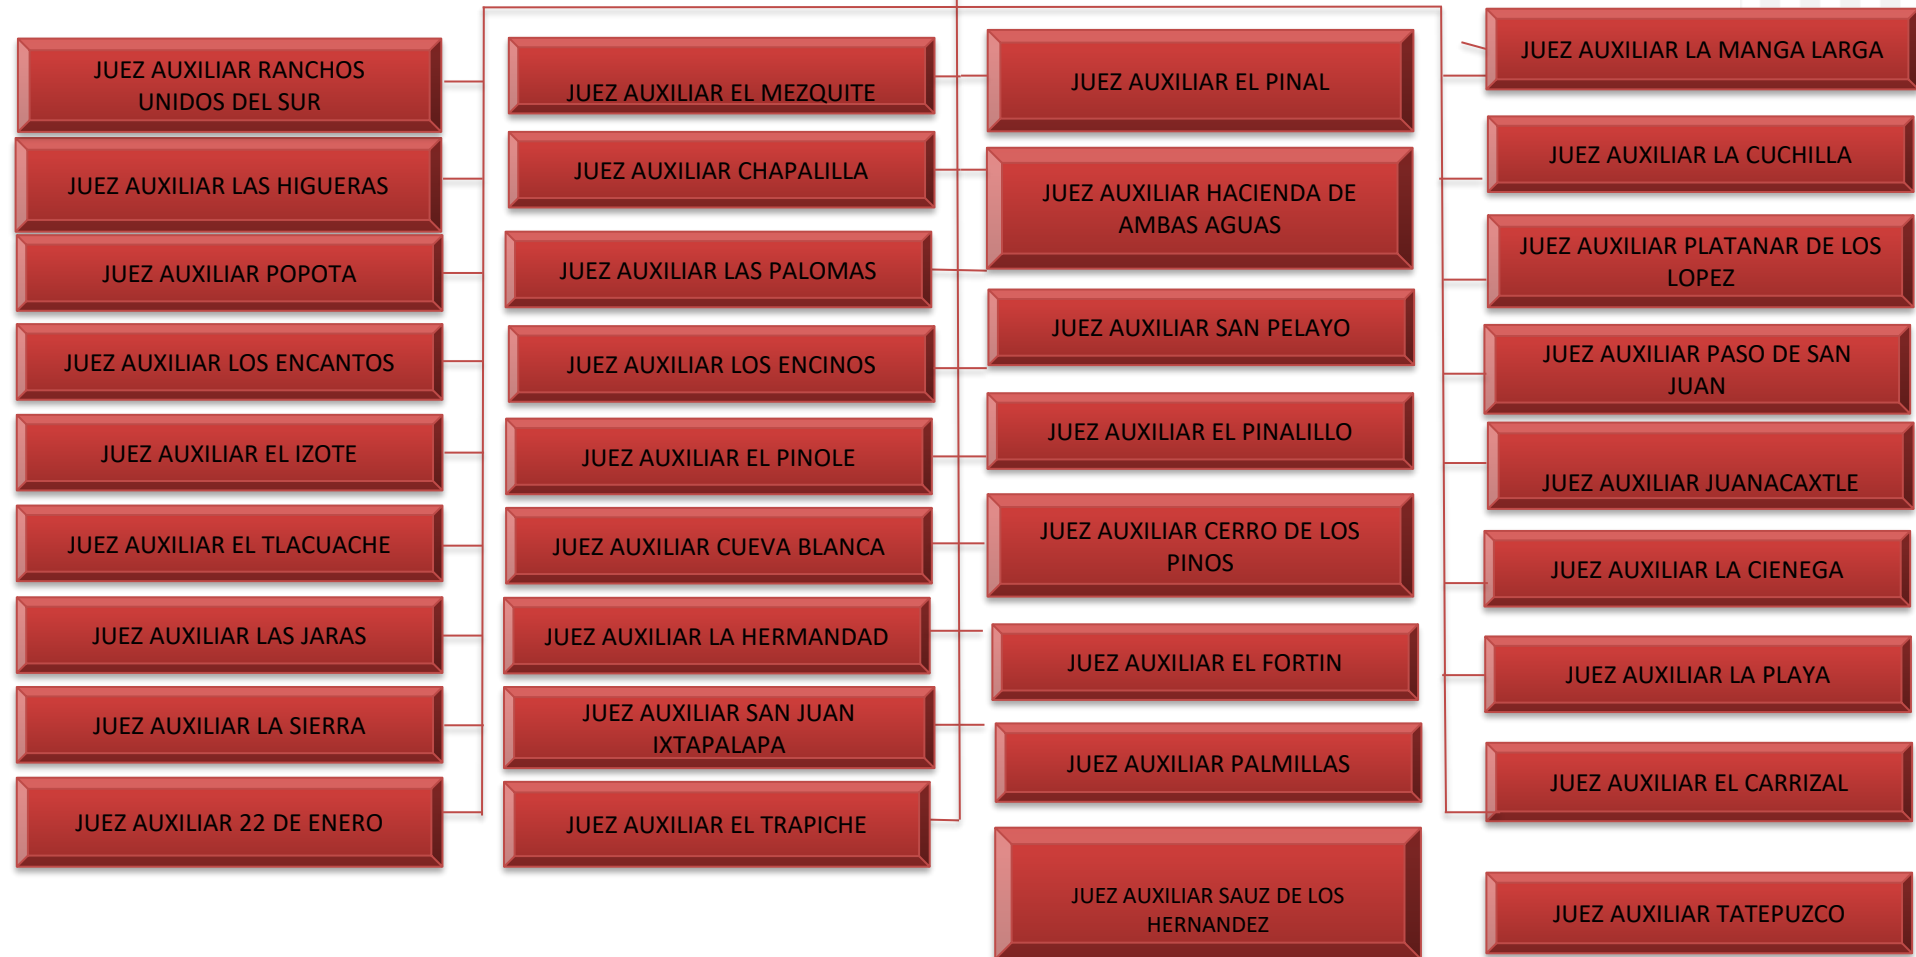 JUEZ AUXILIAR RANCHOS
UNIDOS DEL SUR
JUEZ AUXILIAR LAS HIGUERAS
JUEZ AUXILIAR POPOTA
JUEZ AUXILIAR LOS ENCANTOS
JUEZ AUXILIAR EL IZOTE
JUEZ AUXILIAR EL TLACUACHE
JUEZ AUXILIAR LAS JARAS
JUEZ AUXILIAR LA SIERRA
JUEZ AUXILIAR 22 DE ENERO
JUEZ AUXILIAR EL MEZQUITE
JUEZ AUXILIAR CHAPALILLA
JUEZ AUXILIAR LAS PALOMAS
JUEZ AUXILIAR LOS ENCINOS
JUEZ AUXILIAR EL PINOLE
JUEZ AUXILIAR CUEVA BLANCA
JUEZ AUXILIAR LA HERMANDAD
JUEZ AUXILIAR SAN JUAN
IXTAPALAPA
JUEZ AUXILIAR EL TRAPICHE
JUEZ AUXILIAR EL PINAL
JUEZ AUXILIAR HACIENDA DE
AMBAS AGUAS
JUEZ AUXILIAR SAN PELAYO
JUEZ AUXILIAR EL PINALILLO
JUEZ AUXILIAR CERRO DE LOS
PINOS
JUEZ AUXILIAR EL FORTIN
JUEZ AUXILIAR PALMILLAS
JUEZ AUXILIAR SAUZ DE LOS
HERNANDEZ
JUEZ AUXILIAR LA MANGA LARGA
JUEZ AUXILIAR LA CUCHILLA
JUEZ AUXILIAR PLATANAR DE LOS
LOPEZ
JUEZ AUXILIAR PASO DE SAN
JUAN
JUEZ AUXILIAR JUANACAXTLE
JUEZ AUXILIAR LA CIENEGA
JUEZ AUXILIAR LA PLAYA
JUEZ AUXILIAR EL CARRIZAL
JUEZ AUXILIAR TATEPUZCO